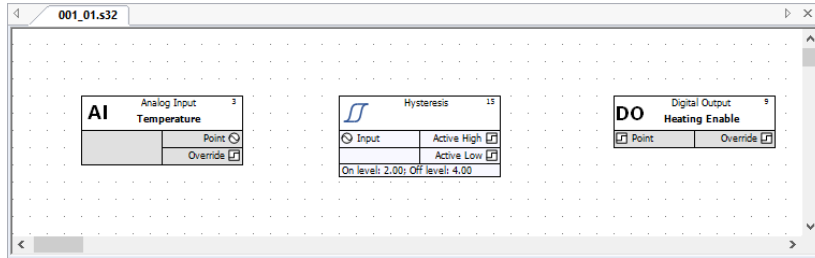 001_01.s32
AI Analog Input 3
Temperature
Point
Override
Hysteresis 15
Input Active High
Active Low
On level: 2.00; Off level: 4.00
DO Digital Output 9
Heating Enable
Point Override